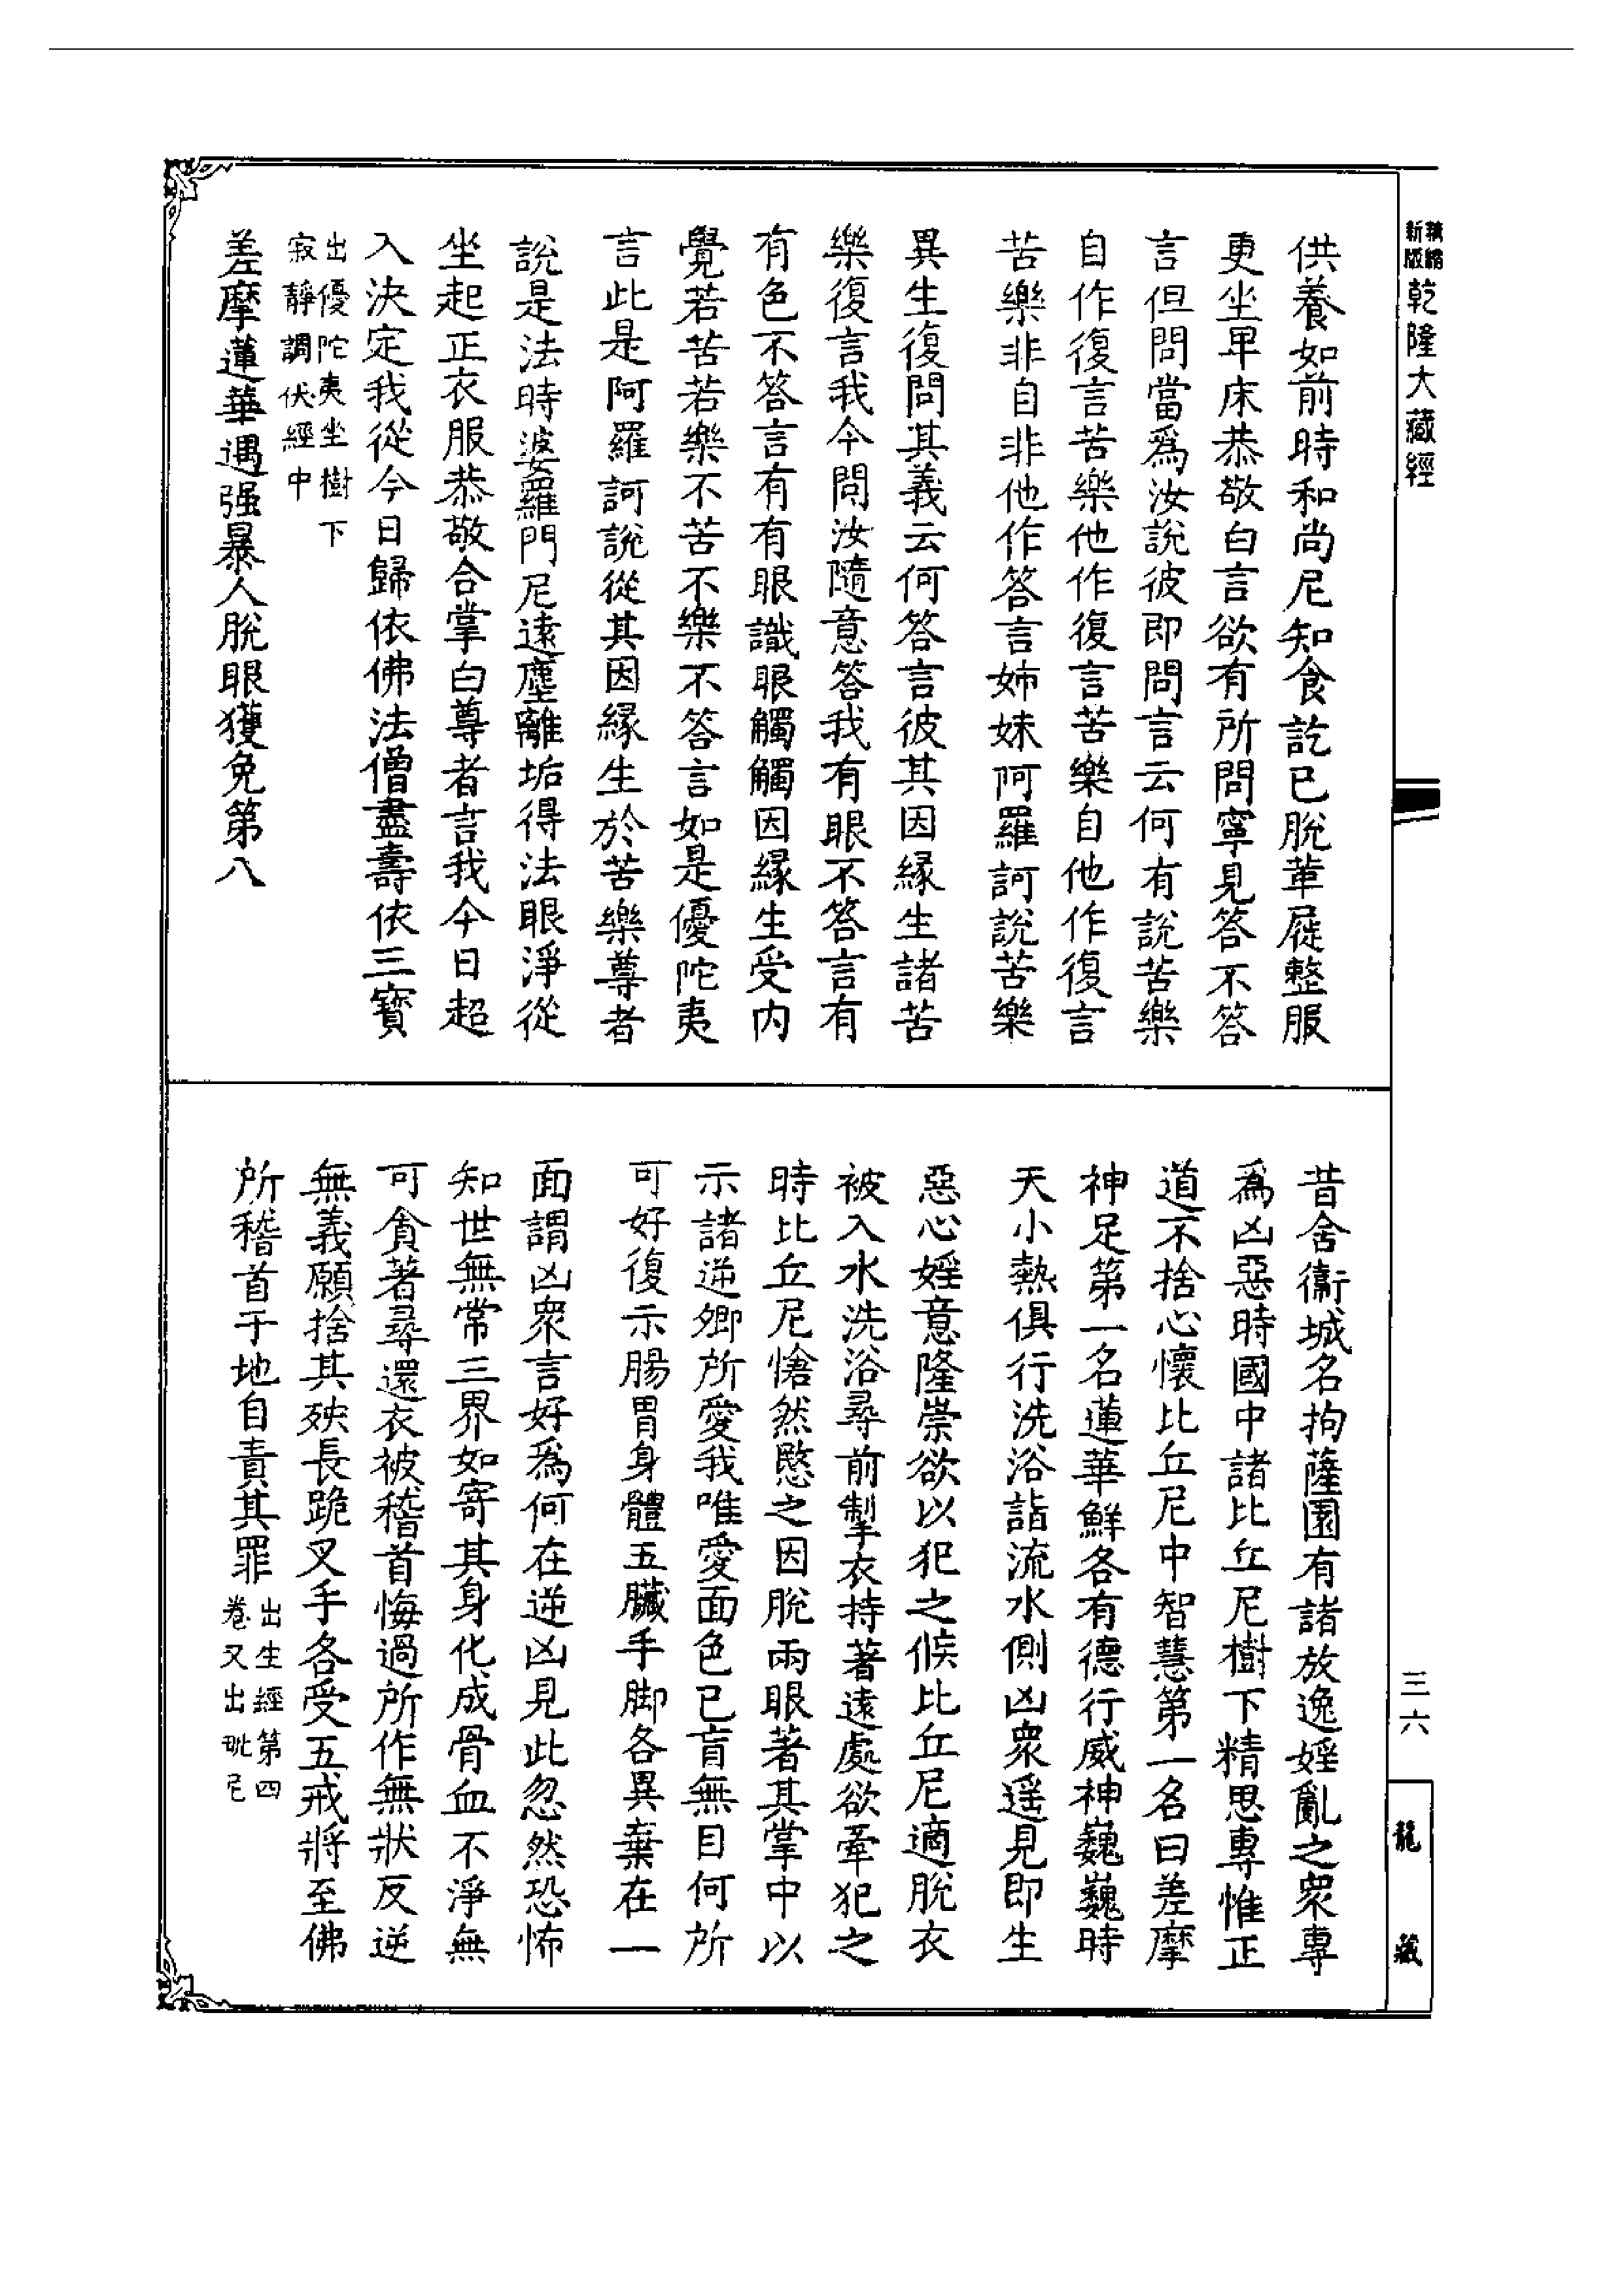 新版精縮乾隆大藏經
供養如前時和尚尼知食訖已脫革屣整服
更坐早床恭敬白言欲有所問寧見答不答
言但問當爲汝說彼即問言云何有說苦樂
自作復言苦樂他作復言苦樂自他作復言
苦樂非自非他作答言姊妹阿羅訶說苦樂
異生復問其義云何答言彼其因緣生諸苦
樂復言我今問汝隨意答我有眼不答言有
有色不答言有有眼識眼觸觸因緣生受內
覺若苦若樂不苦不樂不答言如是優陀夷
言此是阿羅訶說從其因緣生於苦樂尊者
說是法時婆羅門尼遠塵離垢得法眼淨從
坐起正衣服恭敬合掌白尊者言我今日超
入決定我從今日歸依佛法僧盡壽依三寶
出優陀夷坐樹下
寂靜調伏經中
差摩蓮華遇强暴人脫眼獲免第八
昔舍衞城名拘薩園有諸放逸婬亂之衆專
爲凶惡時國中諸比丘尼樹下精思專惟正
道不捨心懷比丘尼中智慧第一名曰差摩
神足第一名蓮華鮮各有德行威神巍巍時
天小熱俱行洗浴詣流水側凶衆遥見即生
惡心婬意隆崇欲以犯之候比丘尼適脫衣
被入水洗浴尋前掣衣持著遠處欲牽犯之
時比丘尼愴然愍之因脫兩眼著其掌中以
示諸逆卿所愛我唯愛面色已盲無目何所
可好復示腸胃身體五臟手脚各異棄在一
面謂凶衆言好爲何在逆凶見此忽然恐怖
知世無常三界如寄其身化成骨血不淨無
可貪著尋還衣被稽首悔過所作無狀反逆
無義願捨其殃長跪叉手各受五戒將至佛
所稽首于地自責其罪
出生經第四
卷又出毗尼
三六
龍藏